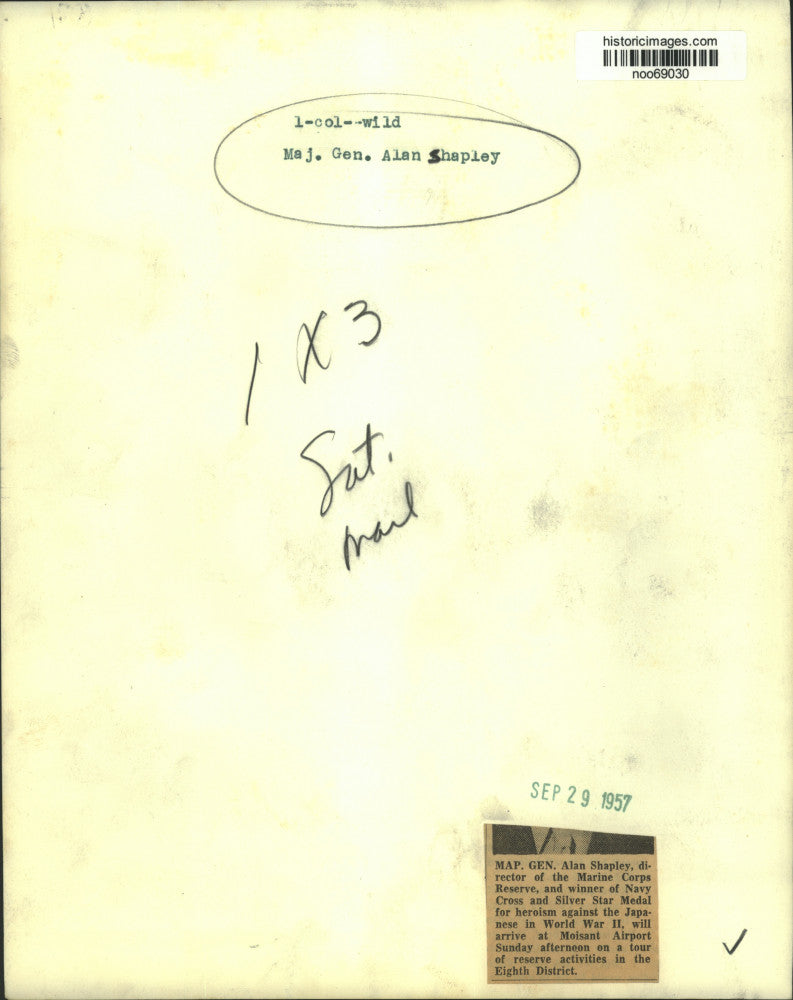 historicimages.com
noo69030
1-col--wild
Maj. Gen. Alan Shapley
1 X 3
Sat.
SEP 29 1957
MAP. GEN. Alan Shapley, di-
rector of the Marine Corps
Reserve, and winner of Navy
Cross and Silver Star Medal
for heroism against the Japa-
nese in World War II, will
arrive at Moisant Airport
Sunday afternoon on a tour
of reserve activities in the
Eighth District.